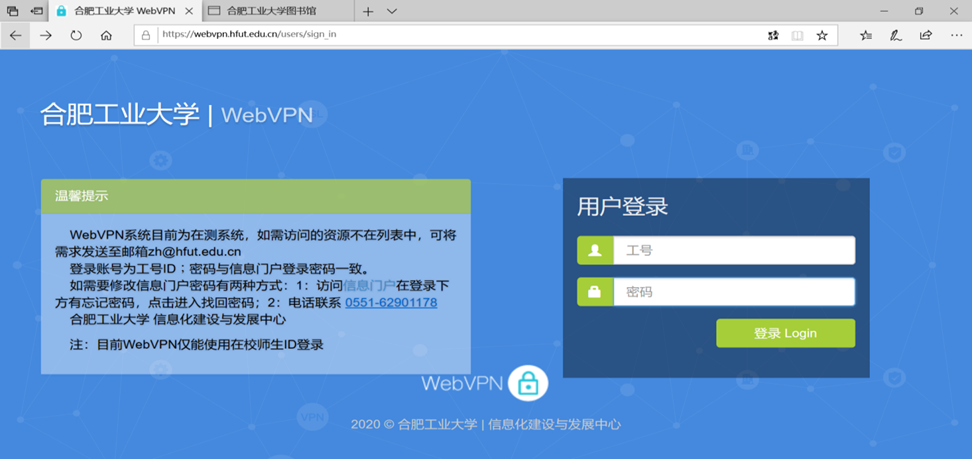 合肥工业大学 WebVPN
合肥工业大学图书馆
https://webvpn.hfut.edu.cn/users/sign_in
合肥工业大学 | WebVPN
温馨提示
WebVPN系统目前为在测系统，如需访问的资源不在列表中，可将
需求发送至邮箱zh@hfut.edu.cn
登录账号为工号ID；密码与信息门户登录密码一致。
如需要修改信息门户密码有两种方式：1：访问信息门户在登录下
方有忘记密码，点击进入找回密码；2：电话联系 0551-62901178
合肥工业大学 信息化建设与发展中心
注：目前WebVPN仅能使用在校师生ID登录
用户登录
工号
密码
登录 Login
WebVPN
VPN
2020 © 合肥工业大学 | 信息化建设与发展中心